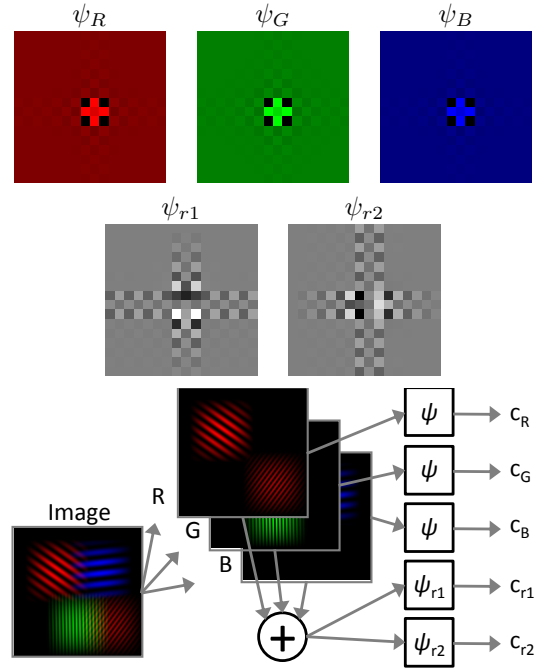 ψ_R ψ_G ψ_B
ψ_r1 ψ_r2
ψ c_R
R
ψ c_G
Image
G
ψ c_B
B
ψ_r1 c_r1
+
ψ_r2 c_r2